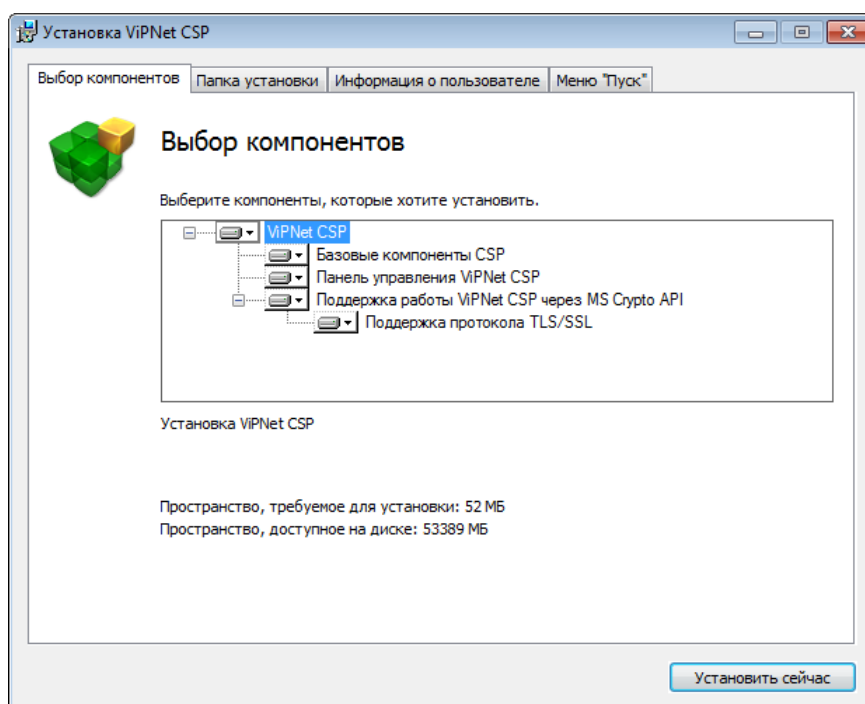 Установка ViPNet CSP
Выбор компонентов
Папка установки
Информация о пользователе
Меню "Пуск"
Выбор компонентов
Выберите компоненты, которые хотите установить.
ViPNet CSP
Базовые компоненты CSP
Панель управления ViPNet CSP
Поддержка работы ViPNet CSP через MS Crypto API
Поддержка протокола TLS/SSL
Установка ViPNet CSP
Пространство, требуемое для установки: 52 МБ
Пространство, доступное на диске: 53389 МБ
Установить сейчас